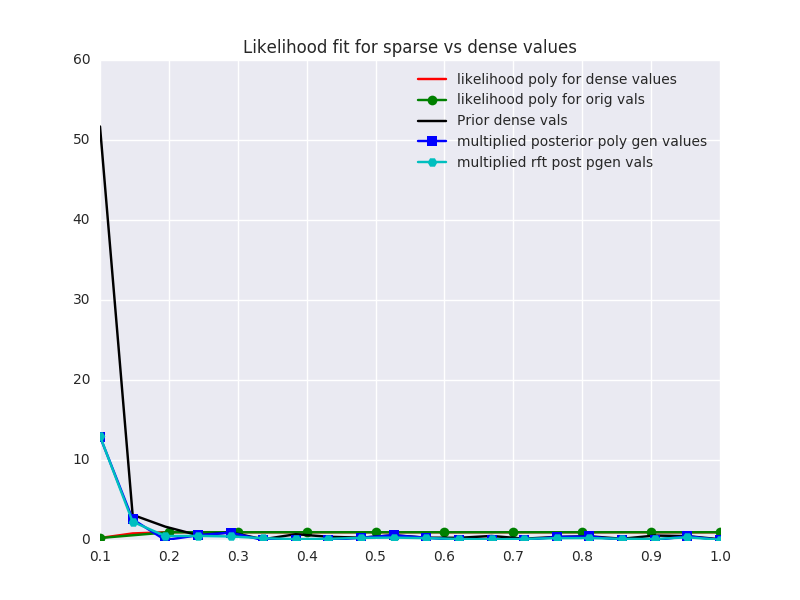 Likelihood fit for sparse vs dense values
60
50
40
30
20
10
0
likelihood poly for dense values
likelihood poly for orig vals
Prior dense vals
multiplied posterior poly gen values
multiplied rft post pgen vals
0.1 0.2 0.3 0.4 0.5 0.6 0.7 0.8 0.9 1.0